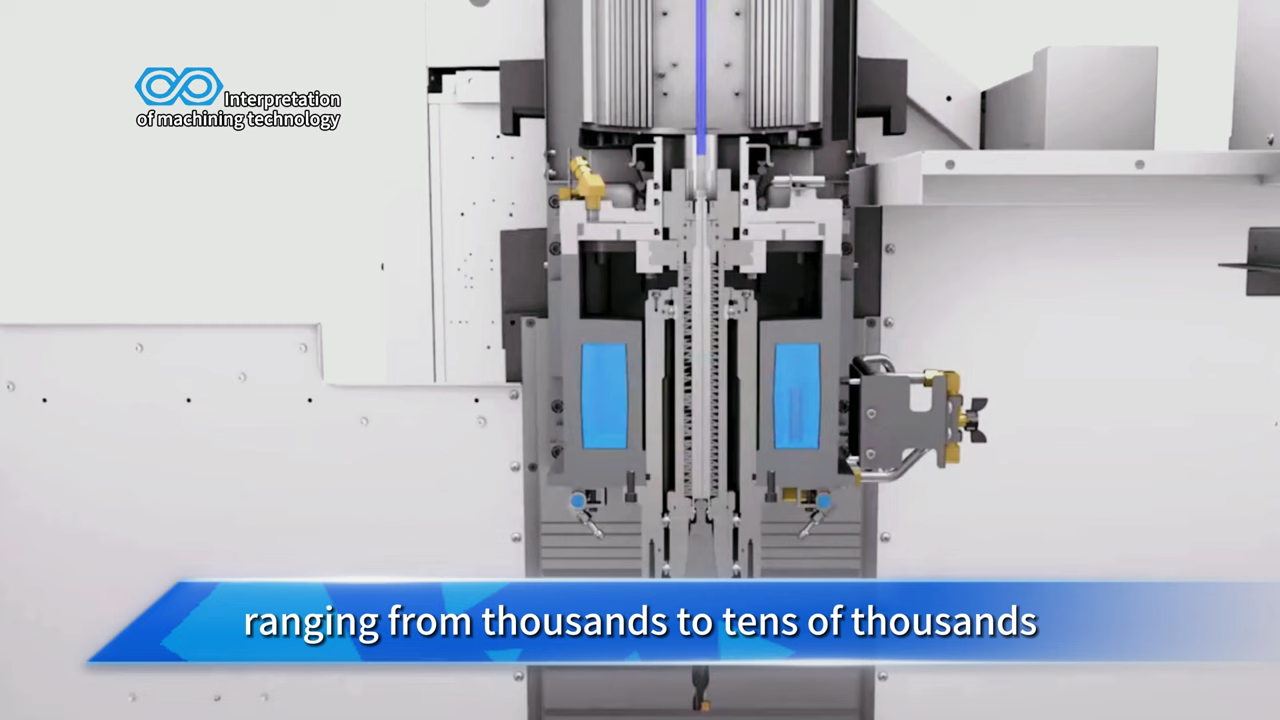 Interpretation
of machining technology
ranging from thousands to tens of thousands